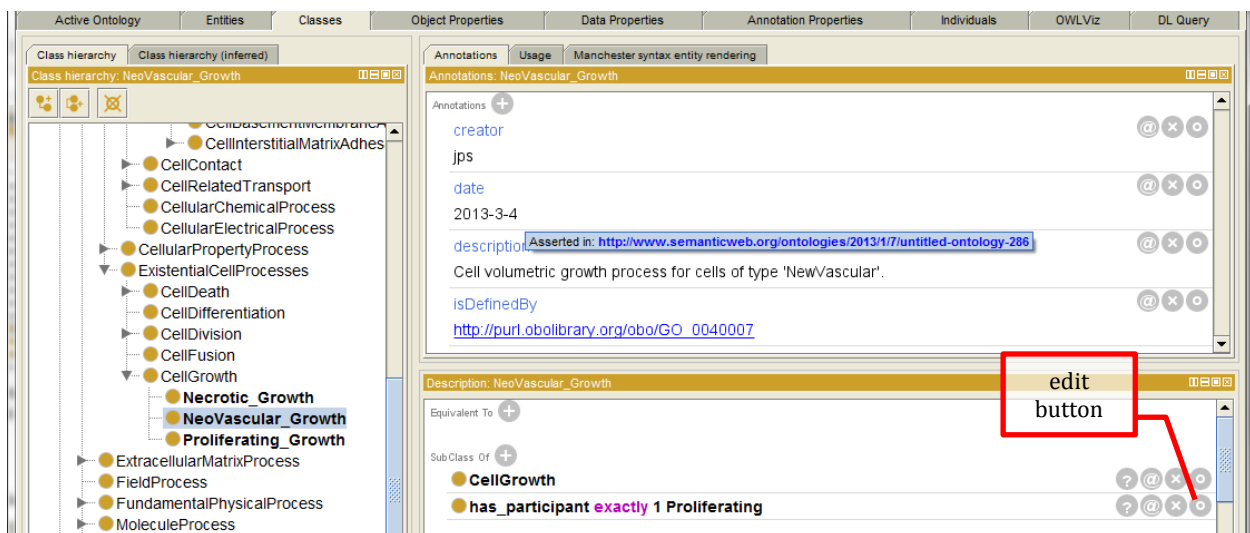 Active Ontology Entities Classes Object Properties Data Properties Annotation Properties Individuals OWLViz DL Query
Class hierarchy Class hierarchy (inferred)
Class hierarchy: NeoVascular_Growth
CellInterstitialMatrixAdhes
CellContact
CellRelatedTransport
CellularChemicalProcess
CellularElectricalProcess
CellularPropertyProcess
ExistentialCellProcesses
CellDeath
CellDifferentiation
CellDivision
CellFusion
CellGrowth
Necrotic_Growth
NeoVascular_Growth
Proliferating_Growth
ExtracellularMatrixProcess
FieldProcess
FundamentalPhysicalProcess
MoleculeProcess
Annotations Usage Manchester syntax entity rendering
Annotations: NeoVascular_Growth
Annotations
creator
jps
date
2013-3-4
description
Asserted in: http://www.semanticweb.org/ontologies/2013/1/7/untitled-ontology-286
Cell volumetric growth process for cells of type 'NewVascular'.
isDefinedBy
http://purl.obolibrary.org/obo/GO_0040007
Description: NeoVascular_Growth
Equivalent To
SubClass Of
CellGrowth
has_participant exactly 1 Proliferating
edit
button